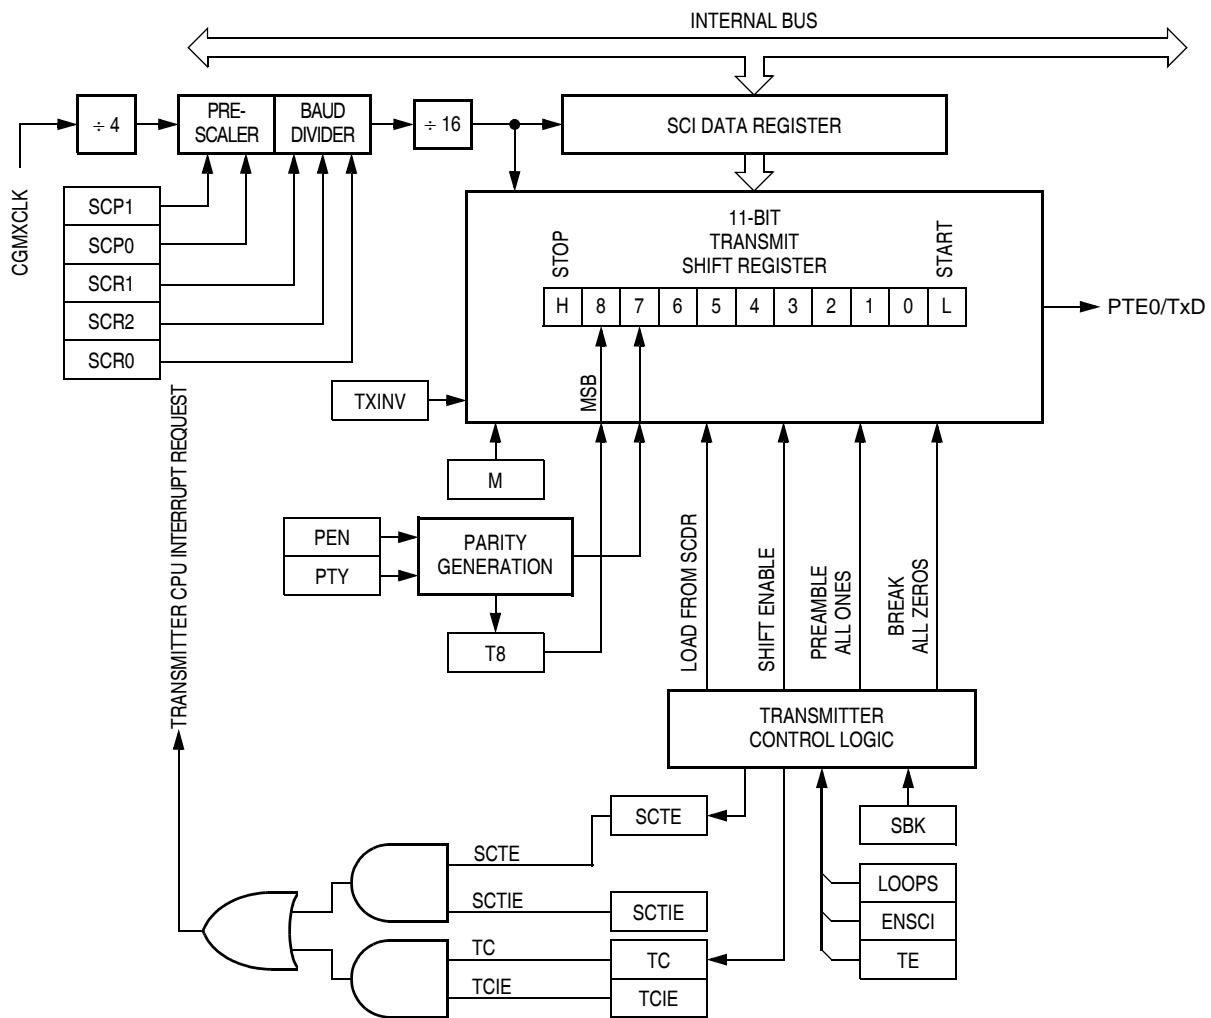 INTERNAL BUS
÷ 4
PRE-
SCALER
BAUD
DIVIDER
÷ 16
SCI DATA REGISTER
CGMXCLK
SCP1
SCP0
SCR1
SCR2
SCR0
11-BIT
TRANSMIT
SHIFT REGISTER
STOP
START
H 8 7 6 5 4 3 2 1 0 L
PTE0/TxD
MSB
TXINV
M
PEN
PTY
PARITY
GENERATION
T8
TRANSMITTER CPU INTERRUPT REQUEST
LOAD FROM SCDR
SHIFT ENABLE
PREAMBLE
ALL ONES
BREAK
ALL ZEROS
TRANSMITTER
CONTROL LOGIC
SCTE
SBK
SCTE
LOOPS
SCTIE
SCTIE
ENSCI
TC
TC
TE
TCIE
TCIE